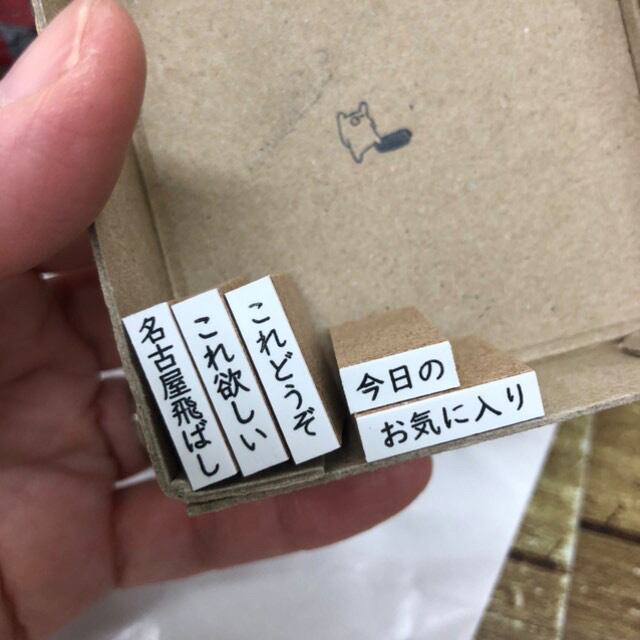 名古屋飛ばし
これ欲しい
これどうぞ
今日の
お気に入り